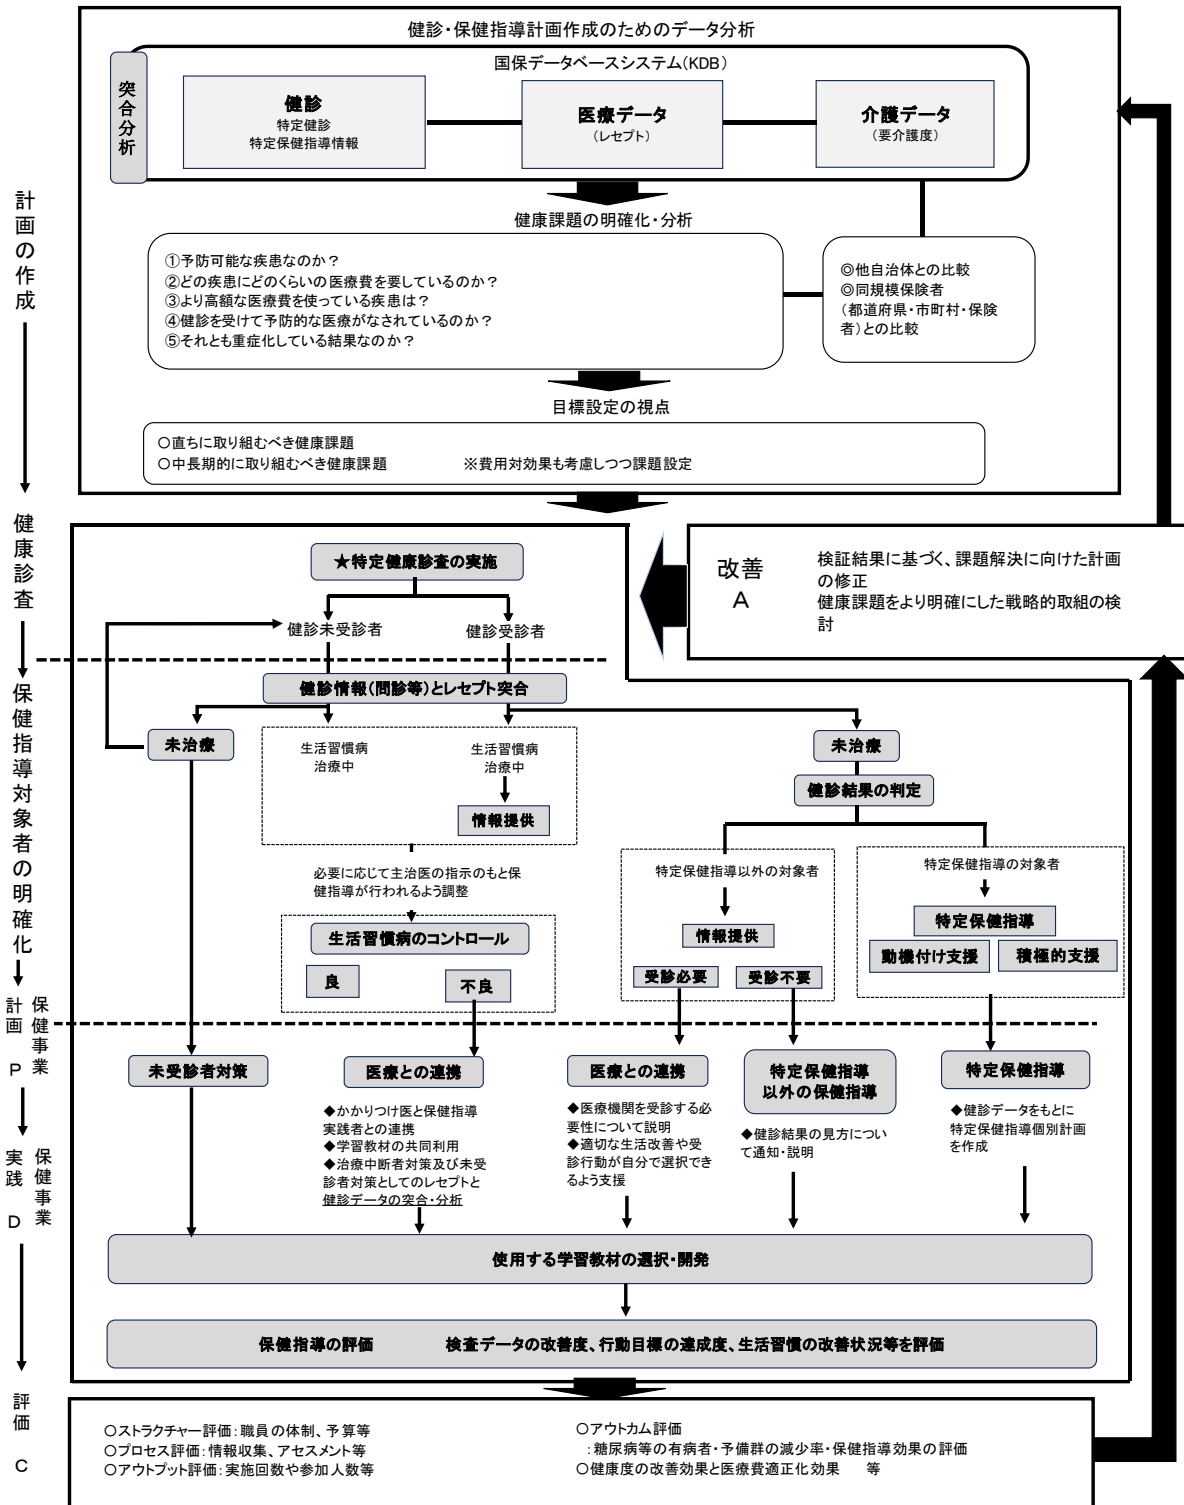 健診・保健指導計画作成のためのデータ分析
国保データベースシステム(KDB)
突合分析
健診
特定健診
特定保健指導情報
医療データ
(レセプト)
介護データ
(要介護度)
健康課題の明確化・分析
①予防可能な疾患なのか?
②どの疾患にどのくらいの医療費を要しているのか?
③より高額な医療費を使っている疾患は?
④健診を受けて予防的な医療がなされているのか?
⑤それとも重症化している結果なのか?
◎他自治体との比較
◎同規模保険者
(都道府県・市町村・保険
者)との比較
目標設定の視点
○直ちに取り組むべき健康課題
○中長期的に取り組むべき健康課題 ※費用対効果も考慮しつつ課題設定
計画の作成
健康診査
保健指導対象者の明確化
保健事業
計画 P
保健事業
実践 D
評価 C
改善
A
検証結果に基づく、課題解決に向けた計画
の修正
健康課題をより明確にした戦略的取組の検
討
★特定健康診査の実施
健診未受診者
健診受診者
健診情報(問診等)とレセプト突合
未治療
生活習慣病
治療中
生活習慣病
治療中
情報提供
未治療
健診結果の判定
必要に応じて主治医の指示のもと保
健指導が行われるよう調整
生活習慣病のコントロール
良
不良
特定保健指導以外の対象者
情報提供
受診必要
受診不要
特定保健指導の対象者
特定保健指導
動機付け支援
積極的支援
未受診者対策
医療との連携
◆かかりつけ医と保健指導
実践者との連携
◆学習教材の共同利用
◆治療中断者対策及び未受
診者対策としてのレセプトと
健診データの突合・分析
医療との連携
◆医療機関を受診する必
要性について説明
◆適切な生活改善や受
診行動が自分で選択でき
るよう支援
特定保健指導
以外の保健指導
◆健診結果の見方につい
て通知・説明
特定保健指導
◆健診データをもとに
特定保健指導個別計画
を作成
使用する学習教材の選択・開発
保健指導の評価 検査データの改善度、行動目標の達成度、生活習慣の改善状況等を評価
○ストラクチャー評価:職員の体制、予算等
○プロセス評価:情報収集、アセスメント等
○アウトプット評価:実施回数や参加人数等
○アウトカム評価
:糖尿病等の有病者・予備群の減少率・保健指導効果の評価
○健康度の改善効果と医療費適正化効果 等